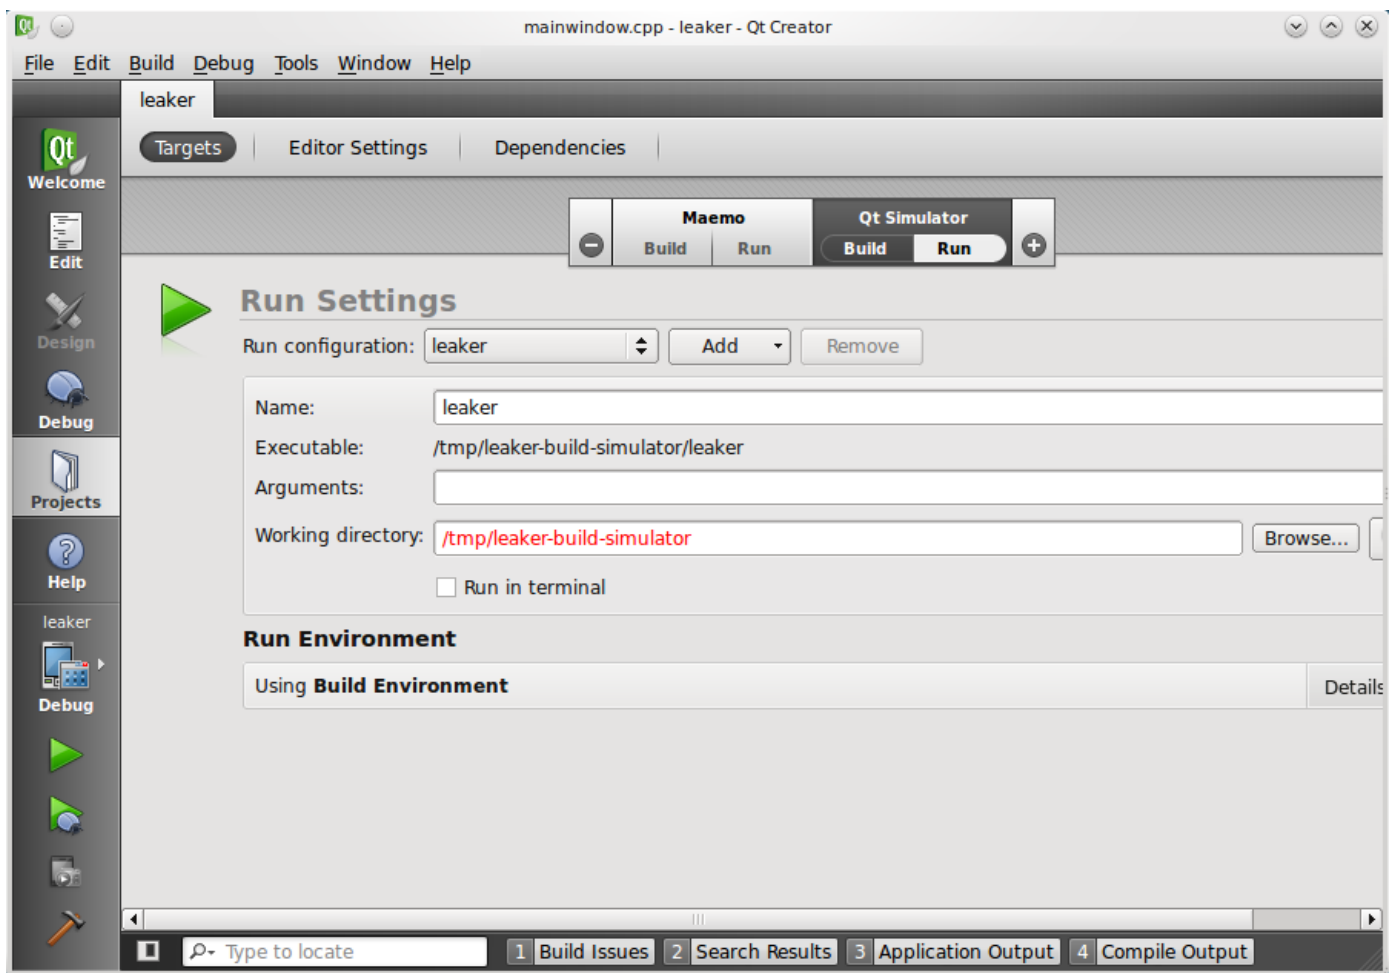 mainwindow.cpp - leaker - Qt Creator
File Edit Build Debug Tools Window Help
leaker
Targets Editor Settings Dependencies
Qt
Welcome
Edit
Design
Debug
Projects
Help
leaker
Debug
Maemo Qt Simulator
Build Run Build Run
Run Settings
Run configuration: leaker Add Remove
Name: leaker
Executable: /tmp/leaker-build-simulator/leaker
Arguments:
Working directory: /tmp/leaker-build-simulator Browse...
Run in terminal
Run Environment
Using Build Environment Details
Type to locate 1 Build Issues 2 Search Results 3 Application Output 4 Compile Output